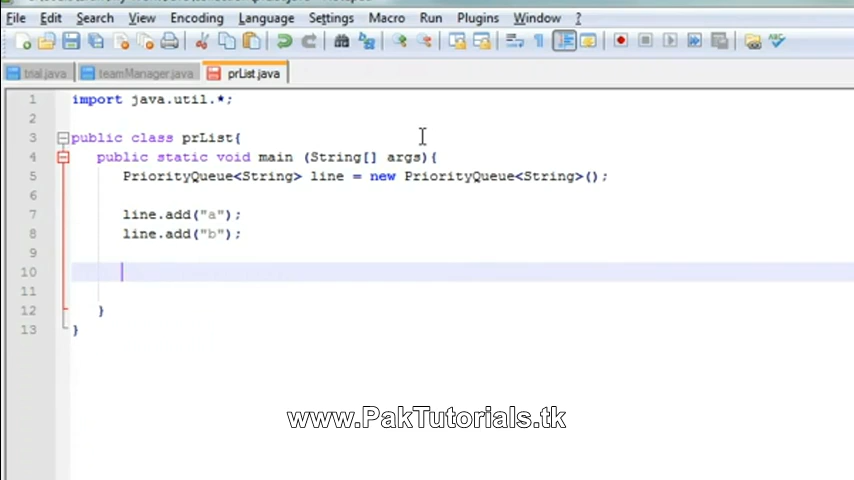 File Edit Search View Encoding Language Settings Macro Run Plugins Window ?
trial.java teamManager.java prList.java
1 import java.util.*;
2
3 public class prList{
4 public static void main (String[] args){
5 PriorityQueue<String> line = new PriorityQueue<String>();
6
7 line.add("a");
8 line.add("b");
9
10
11
12 }
13 }
www.PakTutorials.tk